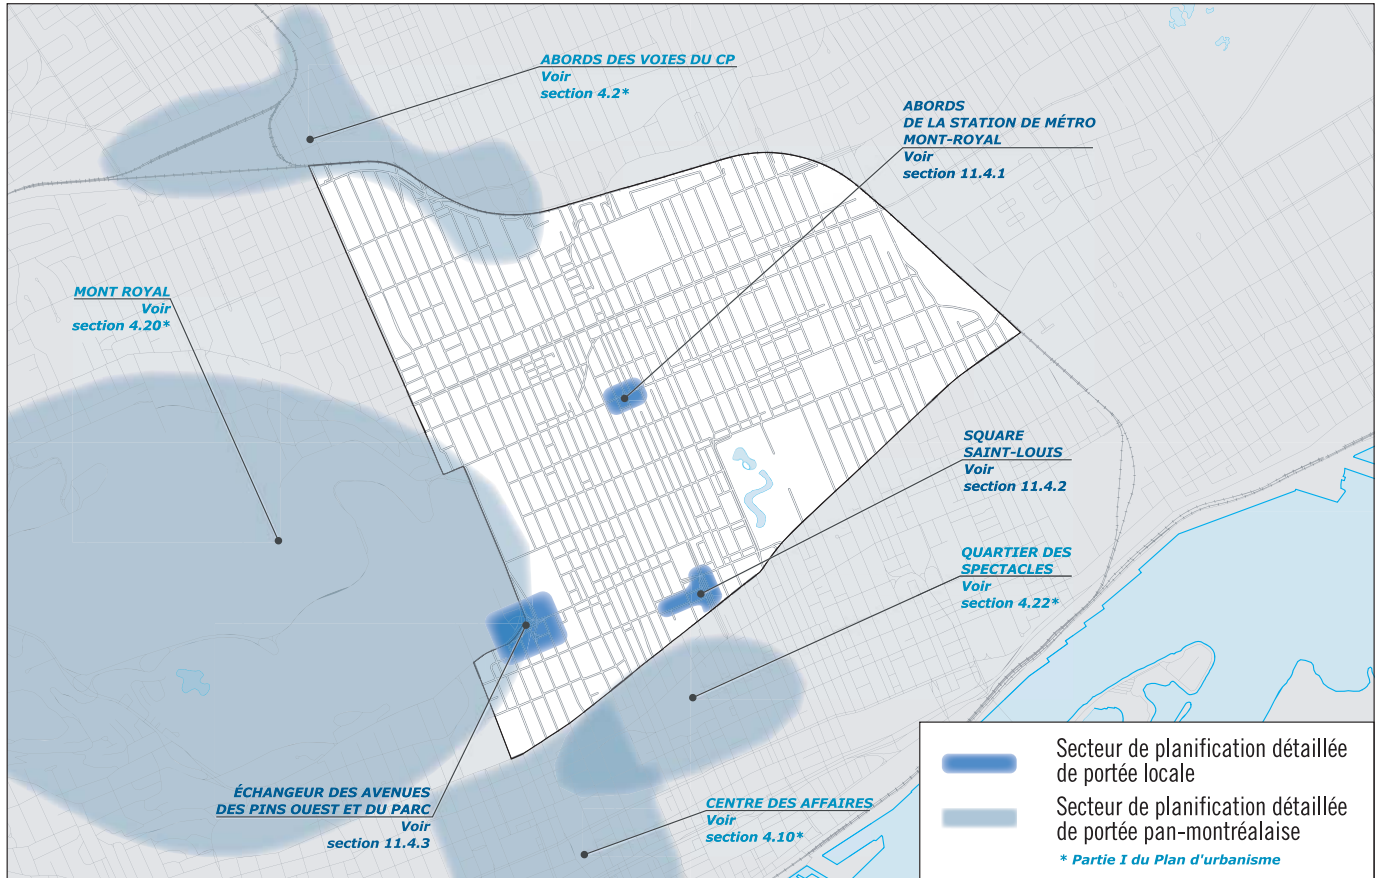 ABORDS DES VOIES DU CP
Voir
section 4.2*
ABORDS
DE LA STATION DE MÉTRO
MONT-ROYAL
Voir
section 11.4.1
MONT ROYAL
Voir
section 4.20*
SQUARE
SAINT-LOUIS
Voir
section 11.4.2
QUARTIER DES
SPECTACLES
Voir
section 4.22*
ÉCHANGEUR DES AVENUES
DES PINS OUEST ET DU PARC
Voir
section 11.4.3
CENTRE DES AFFAIRES
Voir
section 4.10*
Secteur de planification détaillée
de portée locale
Secteur de planification détaillée
de portée pan-montréalaise
* Partie I du Plan d'urbanisme